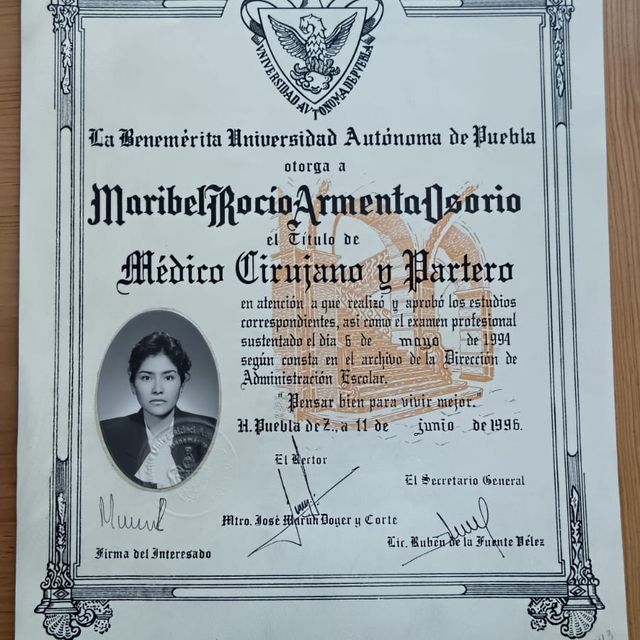 UNIVERSIDAD AUTONOMA DE PUEBLA
La Benemérita Universidad Autónoma de Puebla
otorga a
Maribel Rocio Armenta Osorio
el Título de
Médico Cirujano y Partero
en atención a que realizó y aprobó los estudios
correspondientes, asi como el examen profesional
sustentado el día 6 de mayo de 1994
según consta en el archivo de la Dirección de
Administración Escolar.
"Pensar bien para vivir mejor."
H. Puebla de Z., a 11 de junio de 1996.
El Rector
El Secretario General
Mtro. José Marún Doger y Corte
Lic. Rubén de la Fuente Vélez
Firma del Interesado